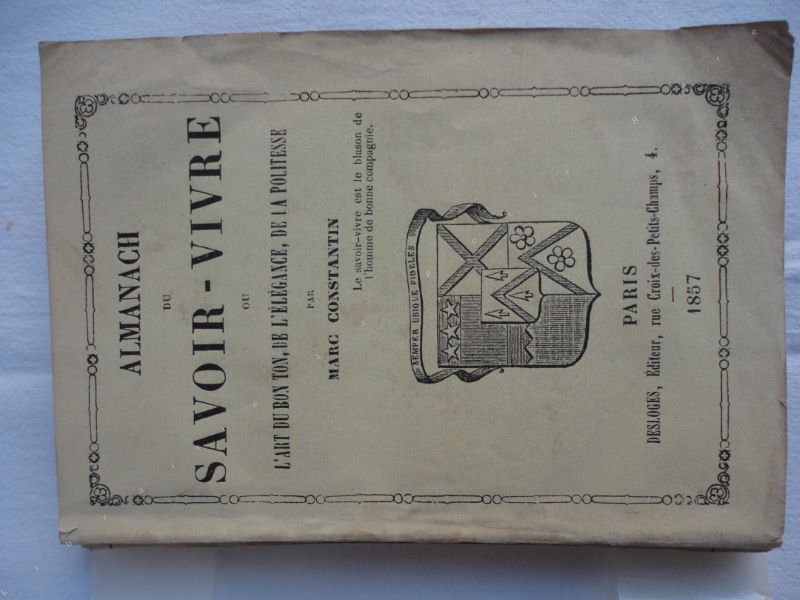 ALMANACH
DU
SAVOIR-VIVRE
OU
L'ART DU BON TON, DE L'ÉLÉGANCE, DE LA POLITESSE
PAR
MARC CONSTANTIN
Le savoir-vivre est le blason de
l'homme de bonne compagnie.
SEMPER UBIQUE FIDELES
PARIS
DESLOGES, Éditeur, rue Croix-des-Petits-Champs, 4.
1857